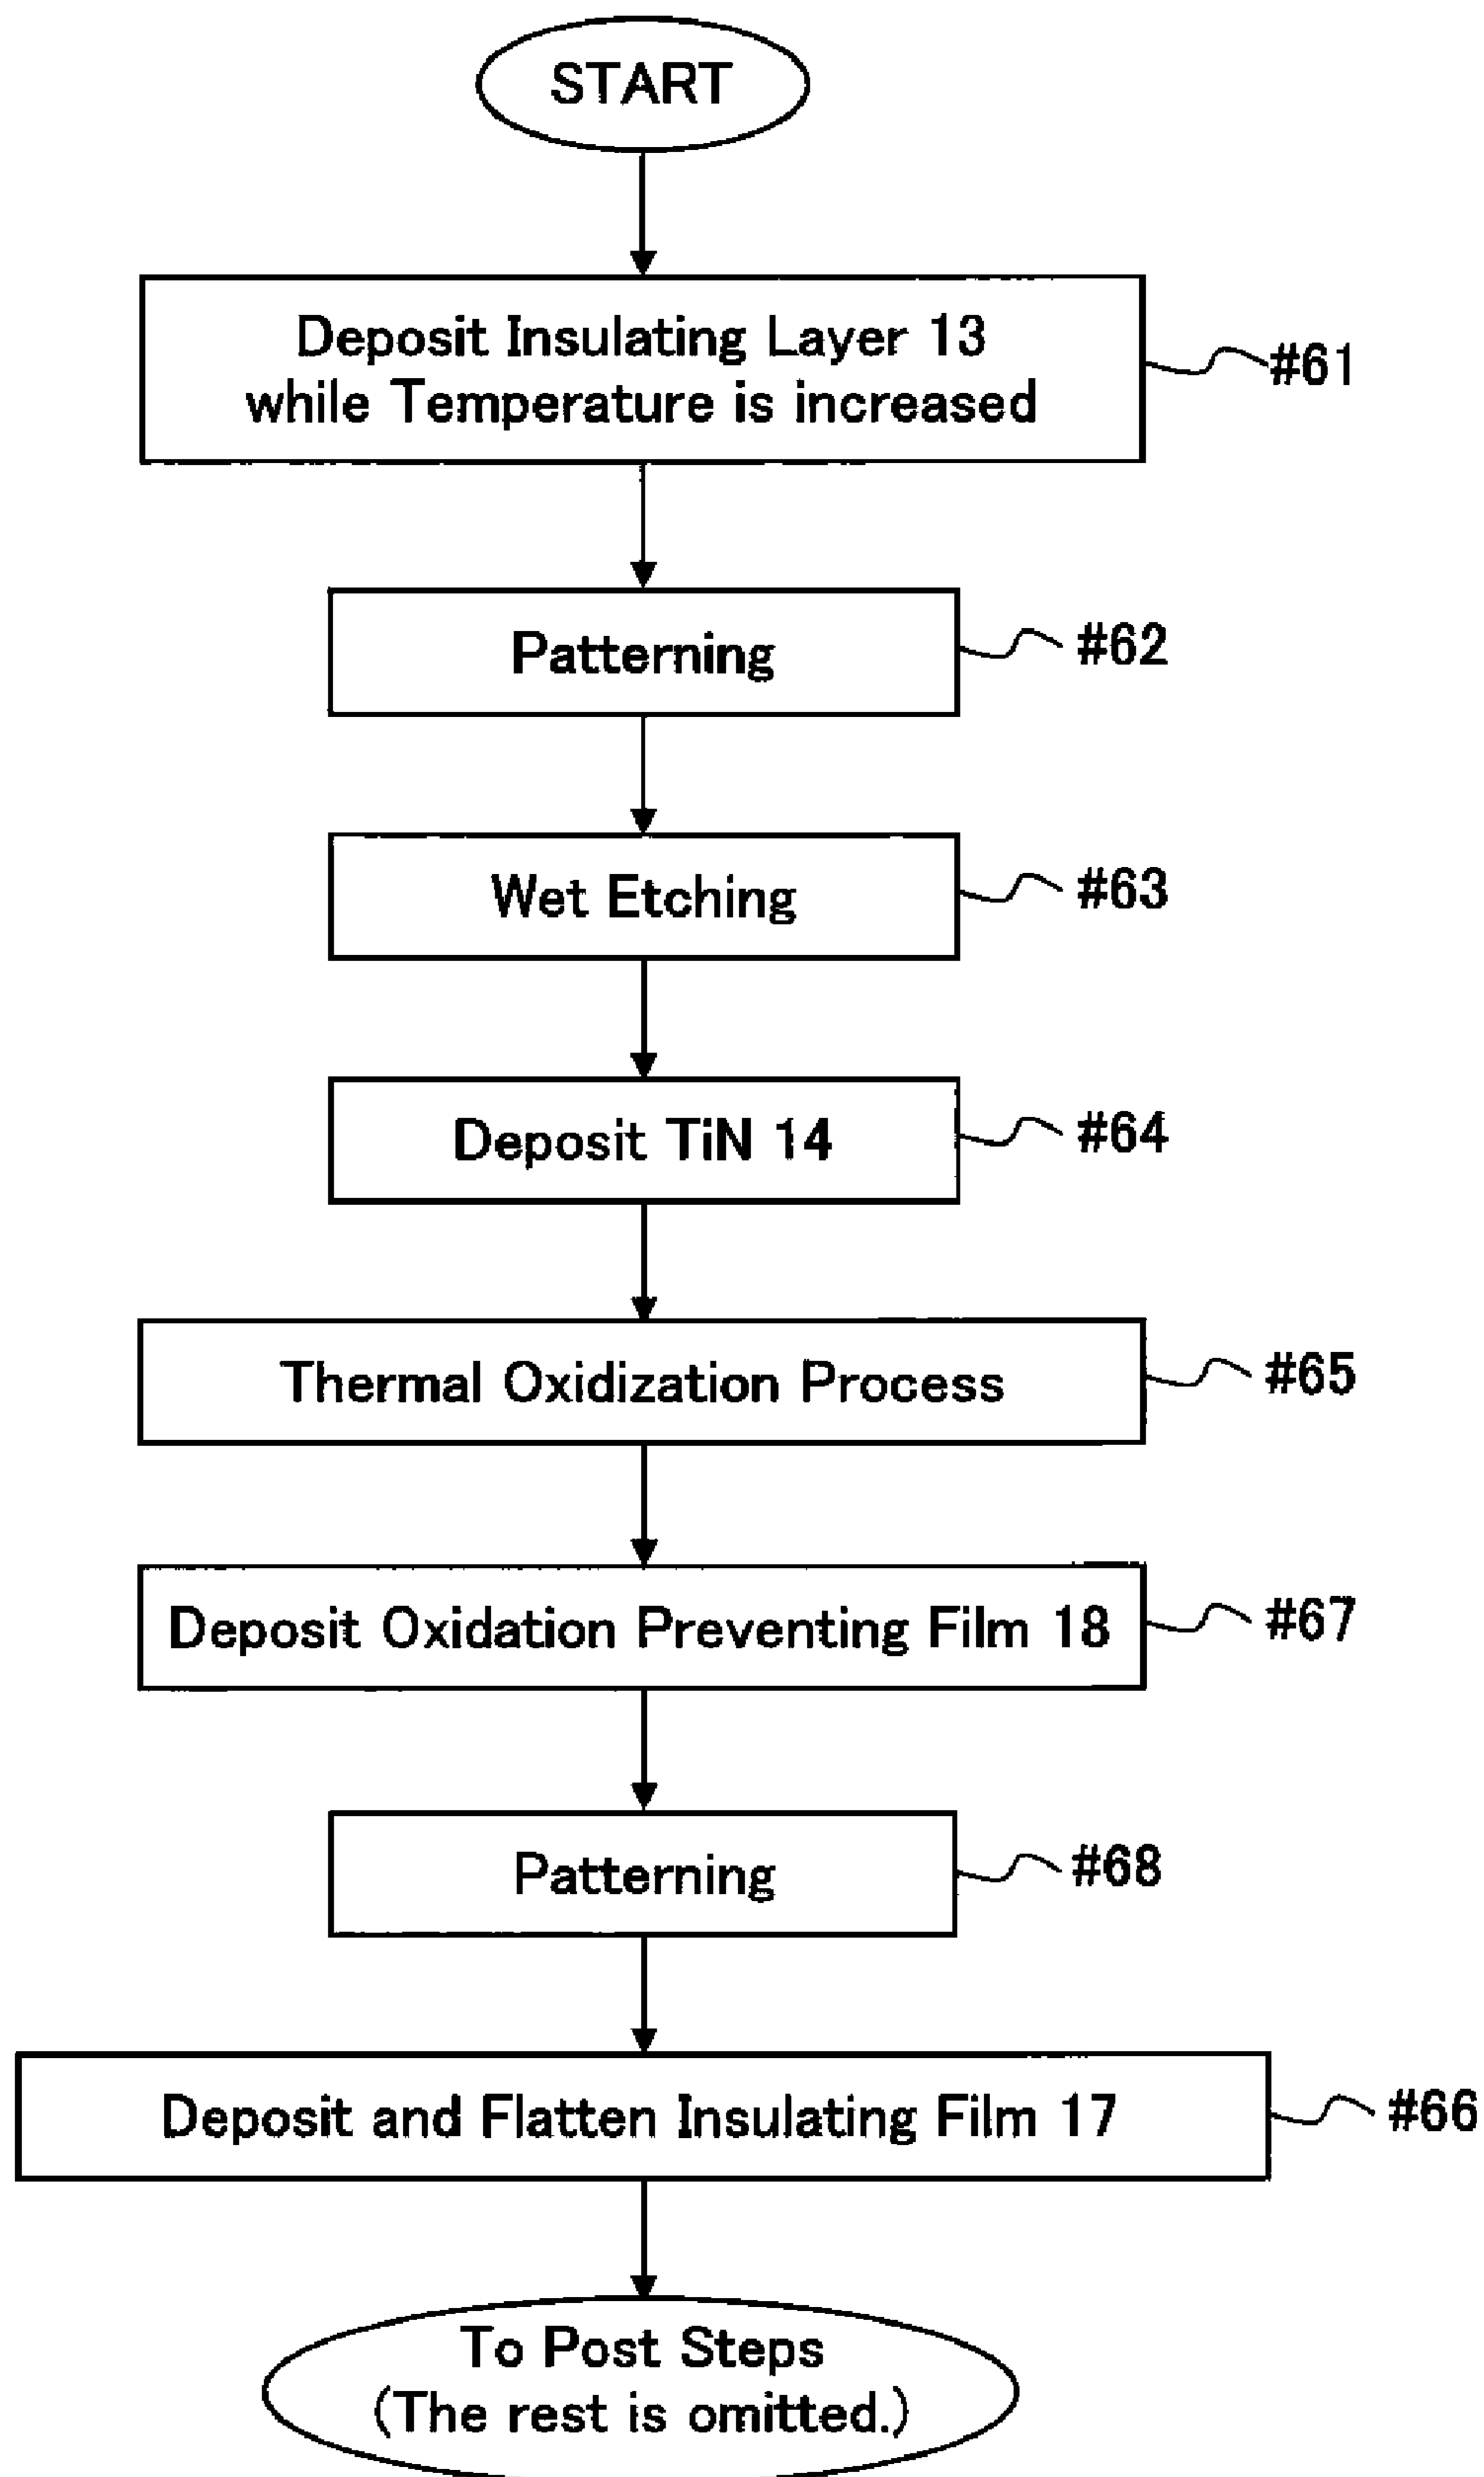 START
Deposit Insulating Layer 13
while Temperature is increased
#61
Patterning
#62
Wet Etching
#63
Deposit TiN 14
#64
Thermal Oxidization Process
#65
Deposit Oxidation Preventing Film 18
#67
Patterning
#68
Deposit and Flatten Insulating Film 17
#66
To Post Steps
(The rest is omitted.)